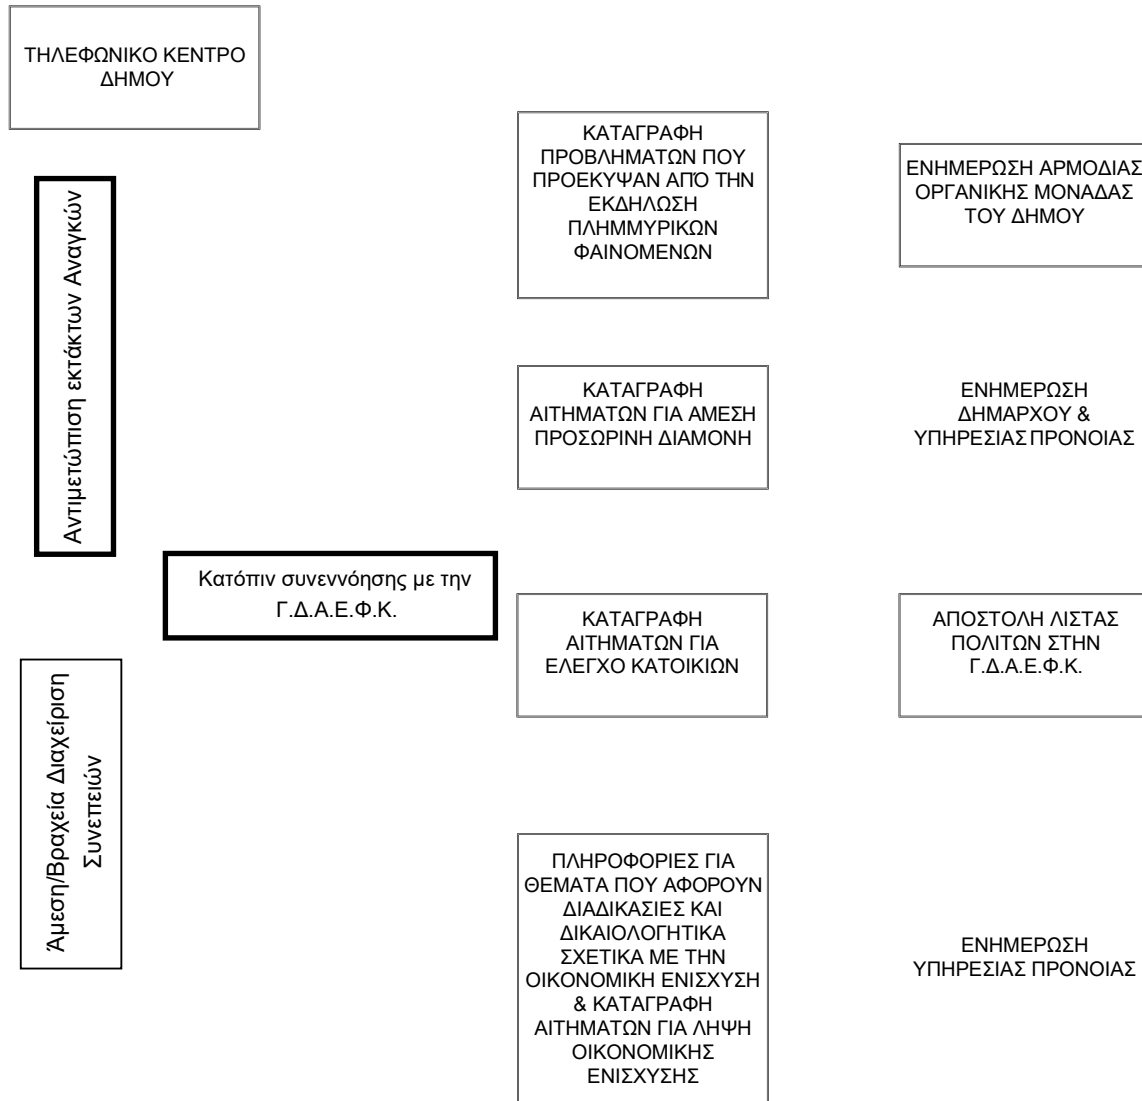 ΤΗΛΕΦΩΝΙΚΟ ΚΕΝΤΡΟ
ΔΗΜΟΥ
ΚΑΤΑΓΡΑΦΗ
ΠΡΟΒΛΗΜΑΤΩΝ ΠΟΥ
ΠΡΟΕΚΥΨΑΝ ΑΠΌ ΤΗΝ
ΕΚΔΗΛΩΣΗ
ΠΛΗΜΜΥΡΙΚΩΝ
ΦΑΙΝΟΜΕΝΩΝ
ΕΝΗΜΕΡΩΣΗ ΑΡΜΟΔΙΑΣ
ΟΡΓΑΝΙΚΗΣ ΜΟΝΑΔΑΣ
ΤΟΥ ΔΗΜΟΥ
Αντιμετώπιση εκτάκτων Αναγκών
ΚΑΤΑΓΡΑΦΗ
ΑΙΤΗΜΑΤΩΝ ΓΙΑ ΑΜΕΣΗ
ΠΡΟΣΩΡΙΝΗ ΔΙΑΜΟΝΗ
ΕΝΗΜΕΡΩΣΗ
ΔΗΜΑΡΧΟΥ &
ΥΠΗΡΕΣΙΑΣ ΠΡΟΝΟΙΑΣ
Κατόπιν συνεννόησης με την
Γ.Δ.Α.Ε.Φ.Κ.
ΚΑΤΑΓΡΑΦΗ
ΑΙΤΗΜΑΤΩΝ ΓΙΑ
ΕΛΕΓΧΟ ΚΑΤΟΙΚΙΩΝ
ΑΠΟΣΤΟΛΗ ΛΙΣΤΑΣ
ΠΟΛΙΤΩΝ ΣΤΗΝ
Γ.Δ.Α.Ε.Φ.Κ.
Άμεση/Βραχεία Διαχείριση
Συνεπειών
ΠΛΗΡΟΦΟΡΙΕΣ ΓΙΑ
ΘΕΜΑΤΑ ΠΟΥ ΑΦΟΡΟΥΝ
ΔΙΑΔΙΚΑΣΙΕΣ ΚΑΙ
ΔΙΚΑΙΟΛΟΓΗΤΙΚΑ
ΣΧΕΤΙΚΑ ΜΕ ΤΗΝ
ΟΙΚΟΝΟΜΙΚΗ ΕΝΙΣΧΥΣΗ
& ΚΑΤΑΓΡΑΦΗ
ΑΙΤΗΜΑΤΩΝ ΓΙΑ ΛΗΨΗ
ΟΙΚΟΝΟΜΙΚΗΣ
ΕΝΙΣΧΥΣΗΣ
ΕΝΗΜΕΡΩΣΗ
ΥΠΗΡΕΣΙΑΣ ΠΡΟΝΟΙΑΣ